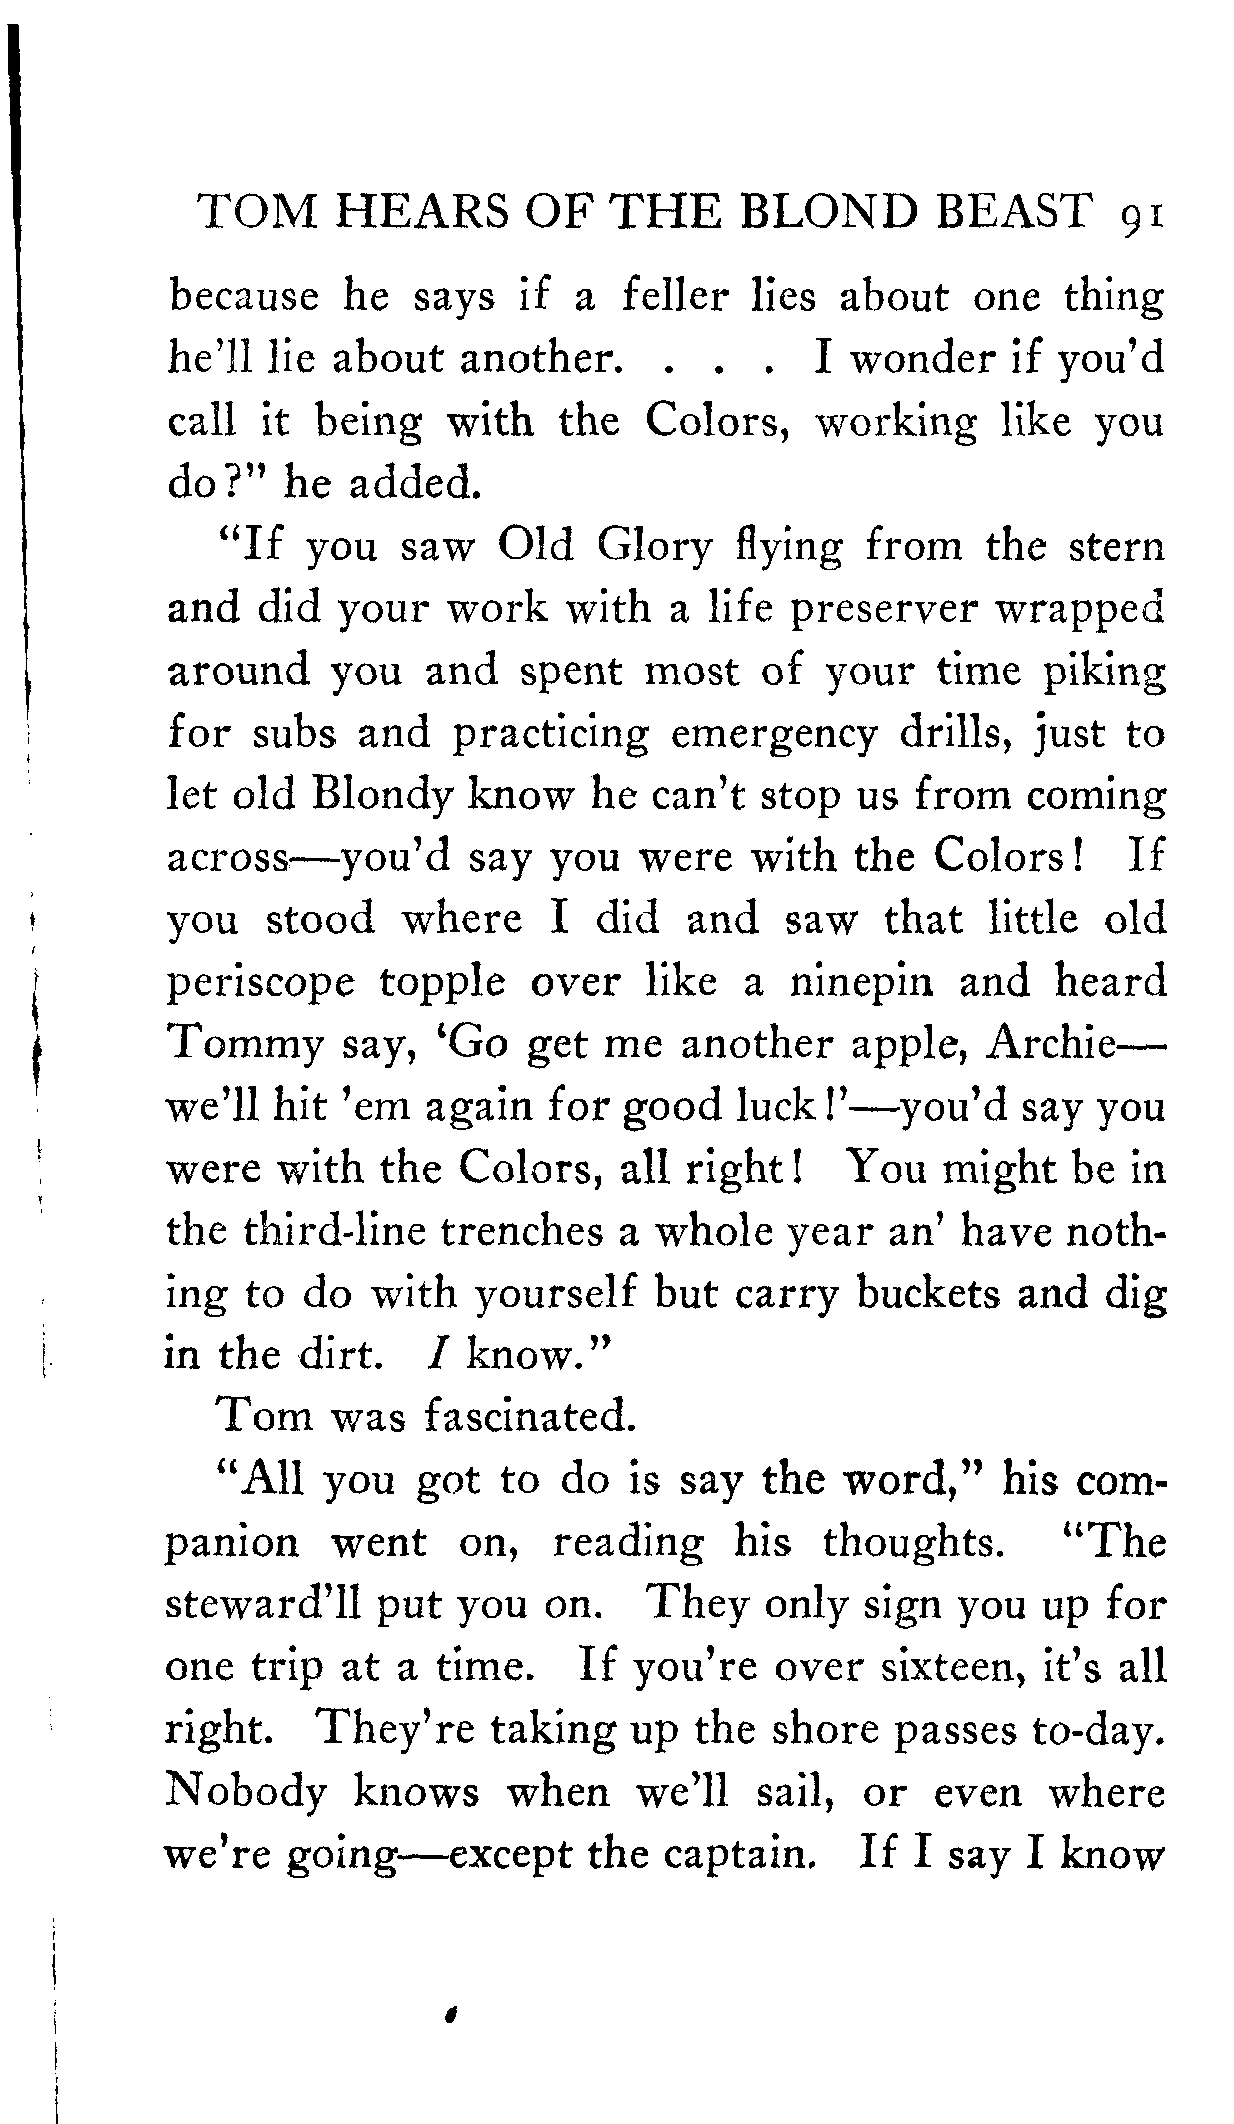 TOM HEARS OF THE BLOND BEAST 91
because he says if a feller lies about one thing
he'll lie about another. . . . I wonder if you'd
call it being with the Colors, working like you
do?" he added.
"If you saw Old Glory flying from the stern
and did your work with a life preserver wrapped
around you and spent most of your time piking
for subs and practicing emergency drills, just to
let old Blondy know he can't stop us from coming
across—you'd say you were with the Colors! If
you stood where I did and saw that little old
periscope topple over like a ninepin and heard
Tommy say, 'Go get me another apple, Archie—
we'll hit 'em again for good luck!'—you'd say you
were with the Colors, all right! You might be in
the third-line trenches a whole year an' have noth-
ing to do with yourself but carry buckets and dig
in the dirt. I know."
Tom was fascinated.
"All you got to do is say the word," his com-
panion went on, reading his thoughts. "The
steward'll put you on. They only sign you up for
one trip at a time. If you're over sixteen, it's all
right. They're taking up the shore passes to-day.
Nobody knows when we'll sail, or even where
we're going—except the captain. If I say I know